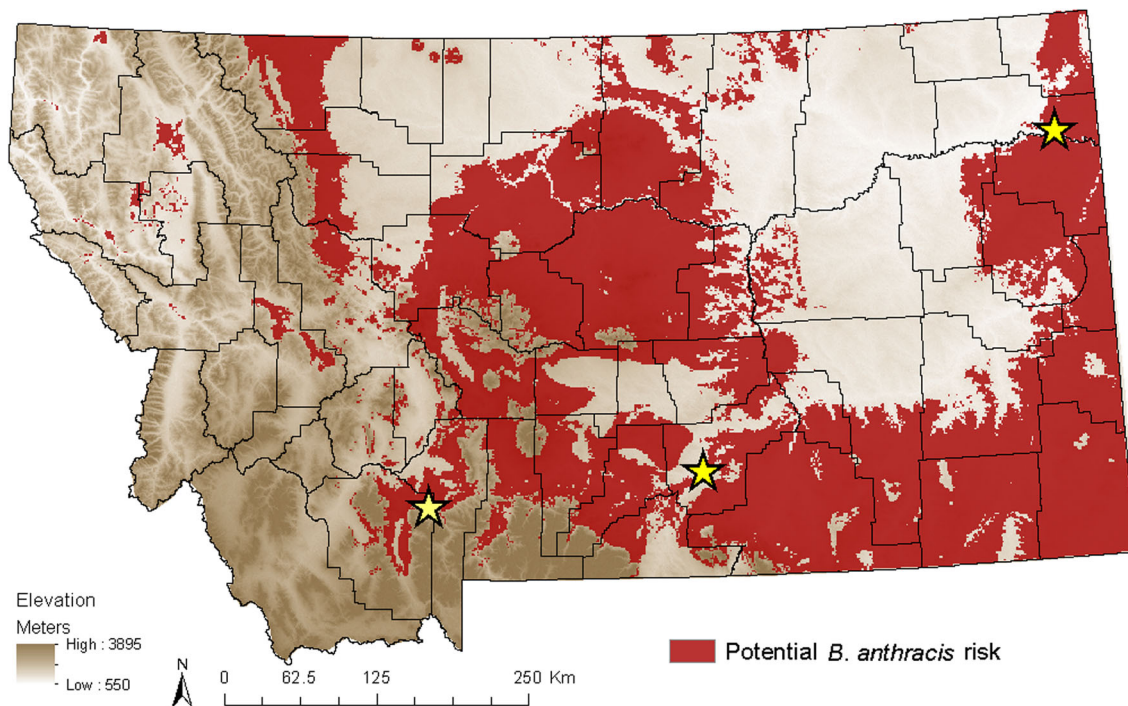 Elevation
Meters
High : 3895
Low : 550
N
0 62.5 125 250 Km
Potential B. anthracis risk